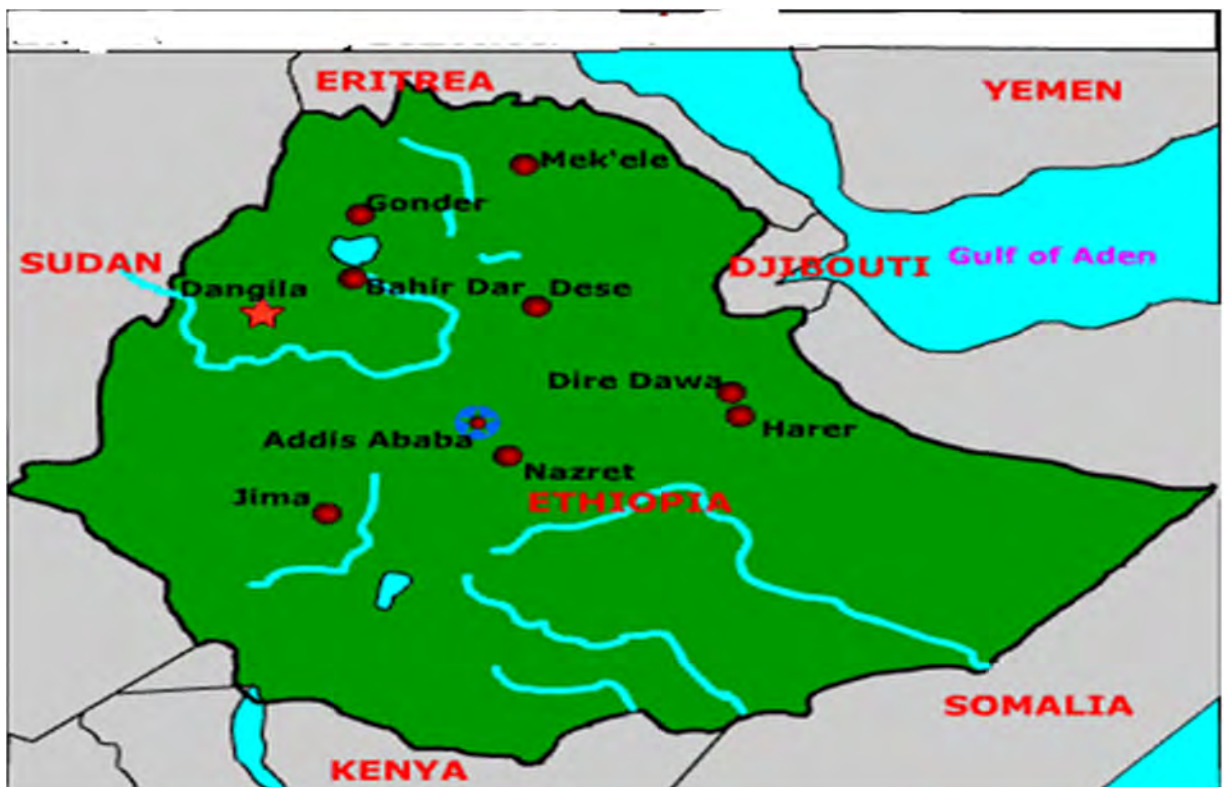 ERITREA
YEMEN
Mek'ele
Gonder
SUDAN
DJIBOUTI
Gulf of Aden
Dangila
Bahir Dar
Dese
Dire Dawa
Harer
Addis Ababa
Nazret
Jima
ETHIOPIA
SOMALIA
KENYA